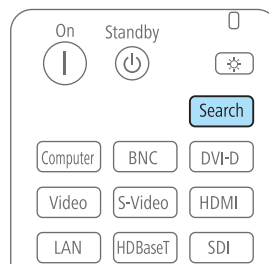 On Standby
Search
Computer BNC DVI-D
Video S-Video HDMI
LAN HDBaseT SDI